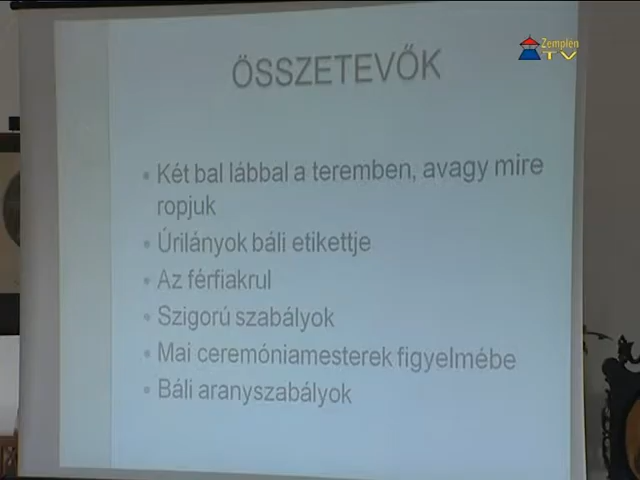 ÖSSZETEVŐK
Zemplén
TV
• Két bal lábbal a teremben, avagy mire
ropjuk
• Úrilányok báli etikettje
• Az férfiakrul
• Szigorú szabályok
• Mai ceremóniamesterek figyelmébe
• Báli aranyszabályok